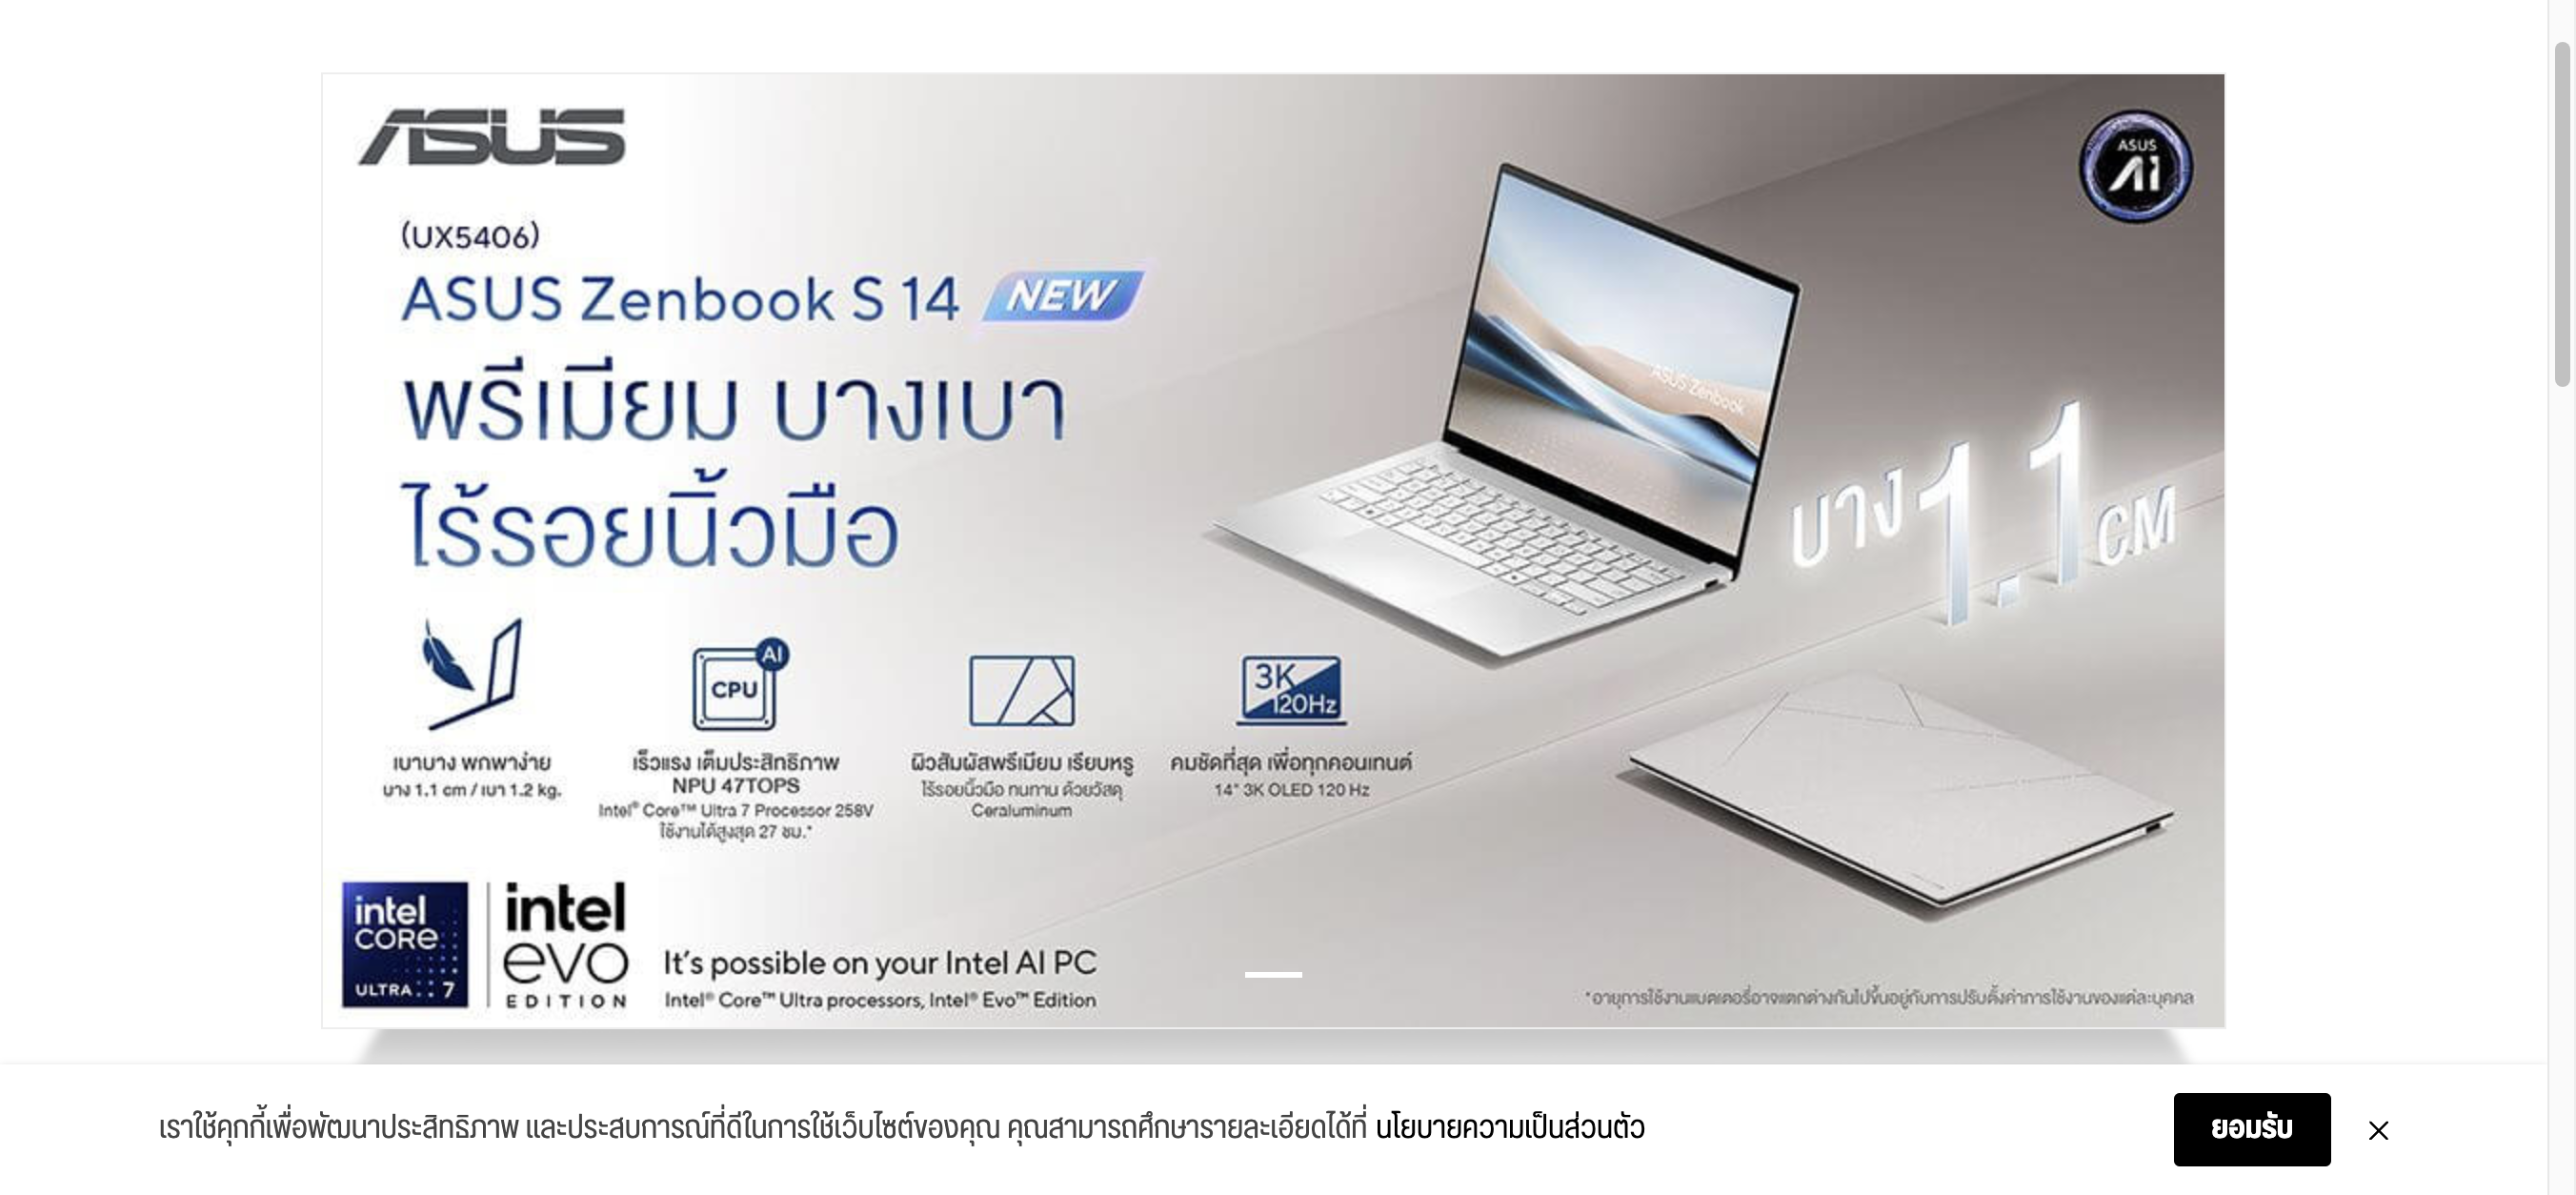 ASUS
ASUS AI
(UX5406)
ASUS Zenbook S 14 NEW
พรีเมียม บางเบา
ไร้รอยนิ้วมือ
ASUS Zenbook
บาง 1.1 CM
CPU AI
3K
120Hz
เบาบาง พกพาง่าย
บาง 1.1 cm / เบา 1.2 kg.
เร็วแรง เต็มประสิทธิภาพ
NPU 47TOPS
Intel® Core™ Ultra 7 Processor 258V
ใช้งานได้สูงสุด 27 ชม.*
ผิวสัมผัสพรีเมียม เรียบหรู
ไร้รอยนิ้วมือ ทนทาน ด้วยวัสดุ
Ceraluminum
คมชัดที่สุด เพื่อทุกคอนเทนต์
14" 3K OLED 120 Hz
intel
CORE
ULTRA 7
intel
evo
EDITION
It's possible on your Intel AI PC
Intel® Core™ Ultra processors, Intel® Evo™ Edition
*อายุการใช้งานแบตเตอรี่อาจแตกต่างกันไปขึ้นอยู่กับการปรับตั้งค่าการใช้งานของแต่ละบุคคล
เราใช้คุกกี้เพื่อพัฒนาประสิทธิภาพ และประสบการณ์ที่ดีในการใช้เว็บไซต์ของคุณ คุณสามารถศึกษารายละเอียดได้ที่ นโยบายความเป็นส่วนตัว
ยอมรับ